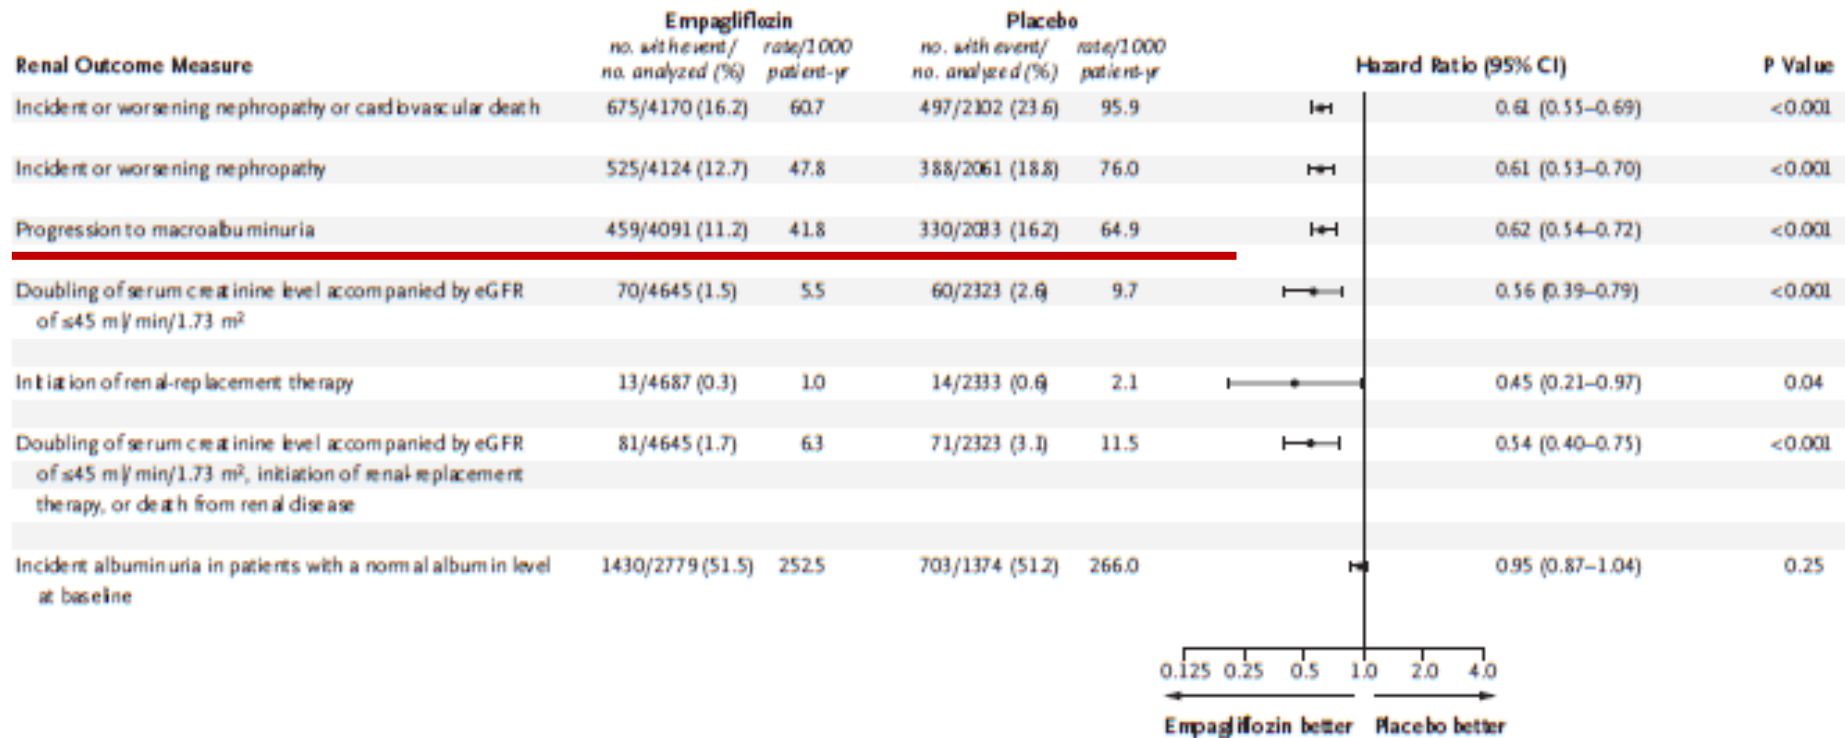 Empagliflozin Placebo
no. with event/ rate/1000 no. with event/ rate/1000
Renal Outcome Measure no. analyzed (%) patient-yr no. analyzed (%) patient-yr Hazard Ratio (95% CI) P Value
Incident or worsening nephropathy or cardiovascular death 675/4170 (16.2) 60.7 497/2102 (23.6) 95.9 0.61 (0.55–0.69) <0.001
Incident or worsening nephropathy 525/4124 (12.7) 47.8 388/2061 (18.8) 76.0 0.61 (0.53–0.70) <0.001
Progression to macroalbuminuria 459/4091 (11.2) 41.8 330/2033 (16.2) 64.9 0.62 (0.54–0.72) <0.001
Doubling of serum creatinine level accompanied by eGFR 70/4645 (1.5) 5.5 60/2323 (2.6) 9.7 0.56 (0.39–0.79) <0.001
of ≤45 ml/min/1.73 m²
Initiation of renal-replacement therapy 13/4687 (0.3) 1.0 14/2333 (0.6) 2.1 0.45 (0.21–0.97) 0.04
Doubling of serum creatinine level accompanied by eGFR 81/4645 (1.7) 6.3 71/2323 (3.1) 11.5 0.54 (0.40–0.75) <0.001
of ≤45 ml/min/1.73 m², initiation of renal-replacement
therapy, or death from renal disease
Incident albuminuria in patients with a normal albumin level 1430/2779 (51.5) 252.5 703/1374 (51.2) 266.0 0.95 (0.87–1.04) 0.25
at baseline
0.125 0.25 0.5 1.0 2.0 4.0
Empagliflozin better Placebo better